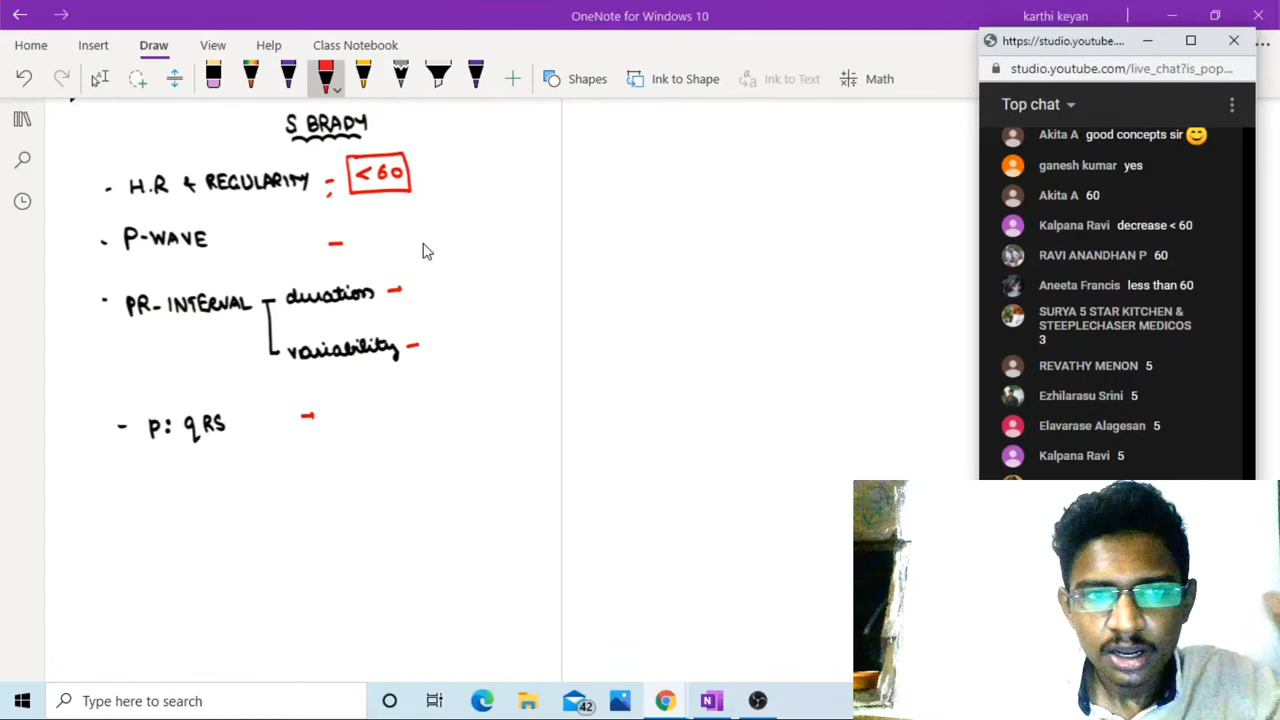 OneNote for Windows 10
karthi keyan
Home Insert Draw View Help Class Notebook
Shapes Ink to Shape Ink to Text Math
S BRADY
- H.R & REGULARITY - <60
- P-WAVE -
- PR-INTERVAL - duration -
- variability -
- P: qRS -
https://studio.youtube....
studio.youtube.com/live_chat?is_pop...
Top chat
Akita A good concepts sir 😊
ganesh kumar yes
Akita A 60
Kalpana Ravi decrease < 60
RAVI ANANDHAN P 60
Aneeta Francis less than 60
SURYA 5 STAR KITCHEN &
STEEPLECHASER MEDICOS
3
REVATHY MENON 5
Ezhilarasu Srini 5
Elavarase Alagesan 5
Kalpana Ravi 5
Type here to search
42